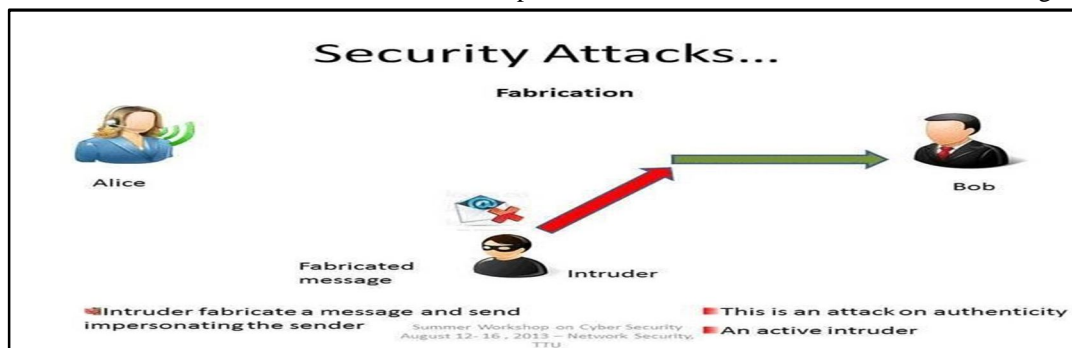 Security Attacks...
Fabrication
Alice
Bob
Fabricated
message
Intruder
Intruder fabricate a message and send
impersonating the sender
This is an attack on authenticity
An active intruder
Summer Workshop on Cyber Security
August 12- 16 , 2013 – Network Security,
TTU